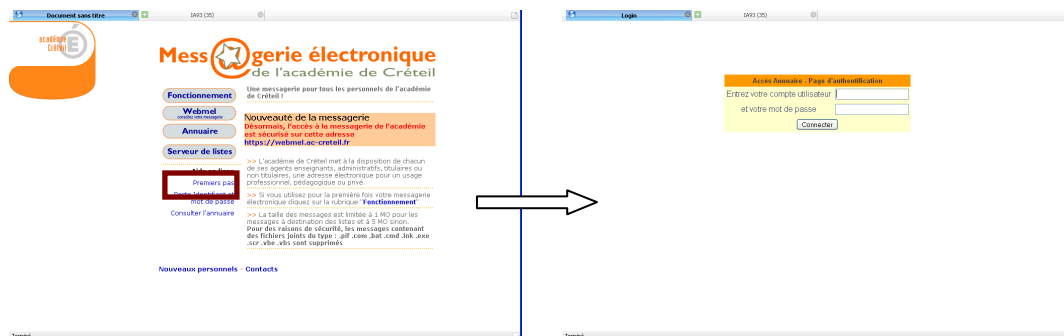 Document sans titre
IA93 (35)
académie
Créteil
Messagerie électronique
de l'académie de Créteil
Fonctionnement
Webmel
consultez votre messagerie
Annuaire
Serveur de listes
Premiers pas
mot de passe
Consulter l'annuaire
Une messagerie pour tous les personnels de l'académie
de Créteil !
Nouveauté de la messagerie
Désormais, l'accès à la messagerie de l'académie
est sécurisé sur cette adresse
https://webmel.ac-creteil.fr
>> L'académie de Créteil met à la disposition de chacun
de ses agents enseignants, administratifs, titulaires ou
non titulaires, une adresse électronique pour un usage
professionnel, pédagogique ou privé.
>> Si vous utilisez pour la première fois votre messagerie
électronique cliquez sur la rubrique "Fonctionnement"
>> La taille des messages est limitée à 1 MO pour les
messages à destination des listes et à 5 MO sinon.
Pour des raisons de sécurité, les messages contenant
des fichiers joints du type : .pif .com .bat .cmd .lnk .exe
.scr .vbe .vbs sont supprimés
Nouveaux personnels - Contacts
Login
IA93 (35)
Accès Annuaire - Page d'authentification
Entrez votre compte utilisateur
et votre mot de passe
Connecter